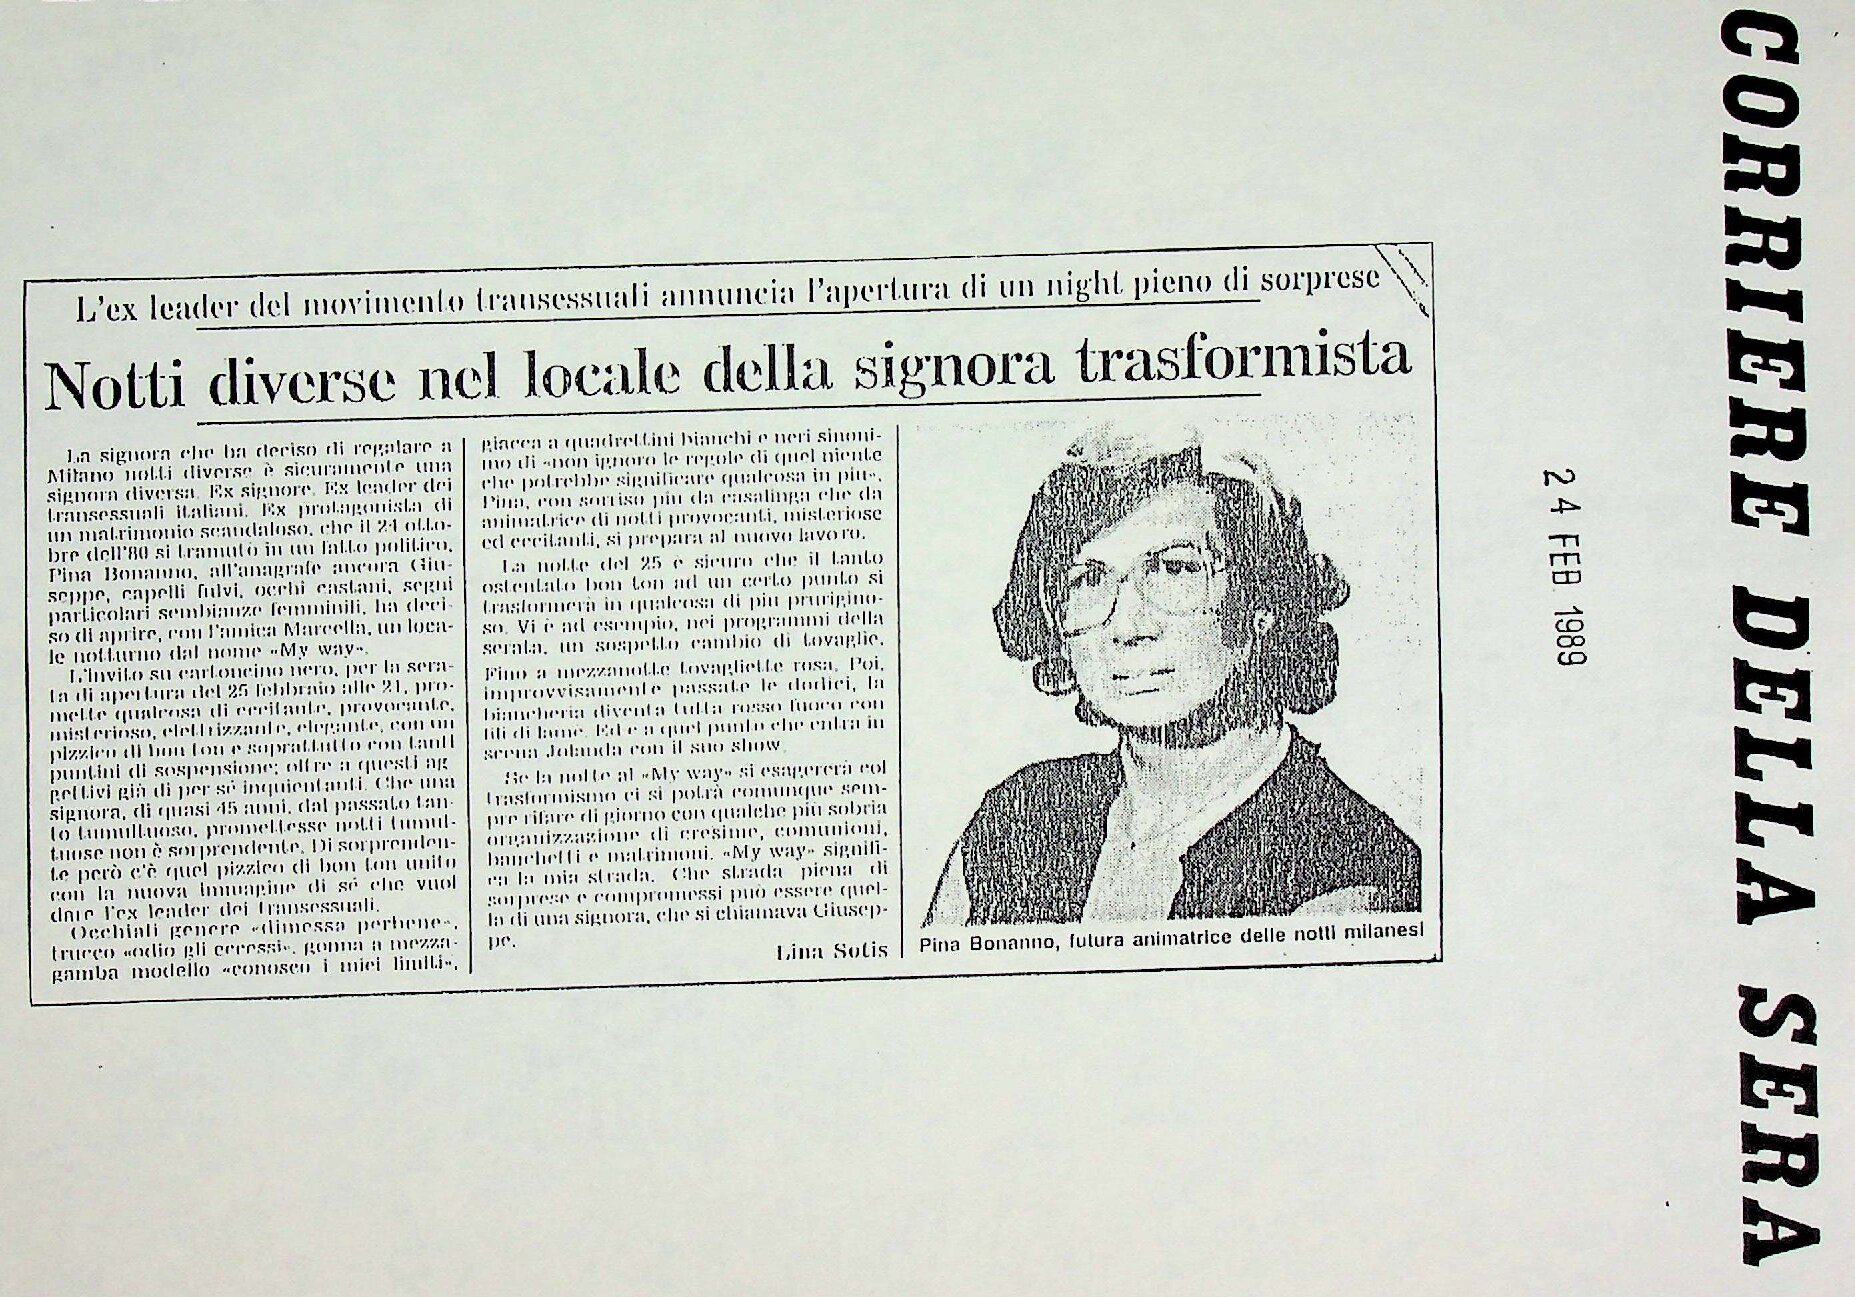 CORRIERE DELLA SERA
24 FEB 1989
L'ex leader del movimento transessuali annuncia l'apertura di un night pieno di sorprese
Notti diverse nel locale della signora trasformista
La signora che ha deciso di regalare a
Milano notti diverse è sicuramente una
signora diversa. Ex signore. Ex leader dei
transessuali italiani. Ex protagonista di
un matrimonio scandaloso, che il 24 otto-
bre dell'80 si tramutò in un fatto politico,
Pina Bonanno, all'anagrafe ancora Giu-
seppe, capelli fulvi, occhi castani, segni
particolari sembianze femminili, ha deci-
so di aprire, con l'amica Marcella, un loca-
le notturno dal nome «My way».
L'invito su cartoncino nero, per la sera-
ta di apertura del 25 febbraio alle 21, pro-
mette qualcosa di eccitante, provocante,
misterioso, elettrizzante, elegante, con un
pizzico di bon ton e soprattutto con tanti
puntini di sospensione; oltre a questi ag-
gettivi già di per sé inquietanti. Che una
signora, di quasi 45 anni, dal passato tan-
to tumultuoso, promettesse notti tumul-
tuose non è sorprendente. Di sorprenden-
te però c'è quel pizzico di bon ton unito
con la nuova immagine di sé che vuol
dare l'ex leader dei transessuali.
Occhiali genere «dimessa perbene»,
trucco «odio gli eccessi», gonna a mezza-
gamba modello «conosco i miei limiti»,
giacca a quadrettini bianchi e neri sinoni-
mo di «non ignoro le regole di quel niente
che potrebbe significare qualcosa in più»,
Pina, con sorriso più da casalinga che da
animatrice di notti provocanti, misteriose
ed eccitanti, si prepara al nuovo lavoro.
La notte del 25 è sicuro che il tanto
ostentato bon ton ad un certo punto si
trasformerà in qualcosa di più prurigino-
so. Vi è ad esempio, nei programmi della
serata, un sospetto cambio di tovaglie.
Fino a mezzanotte tovagliette rosa. Poi,
improvvisamente passate le dodici, la
biancheria diventa tutta rosso fuoco con
fili di lamé. Ed è a quel punto che entra in
scena Jolanda con il suo show.
Se la notte al «My way» si esagererà col
trasformismo ci si potrà comunque sem-
pre rifare di giorno con qualche più sobria
organizzazione di cresime, comunioni,
banchetti e matrimoni. «My way» signifi-
ca la mia strada. Che strada piena di
sorprese e compromessi può essere quel-
la di una signora, che si chiamava Giusep-
pe.
Lina Sotis
Pina Bonanno, futura animatrice delle notti milanesi